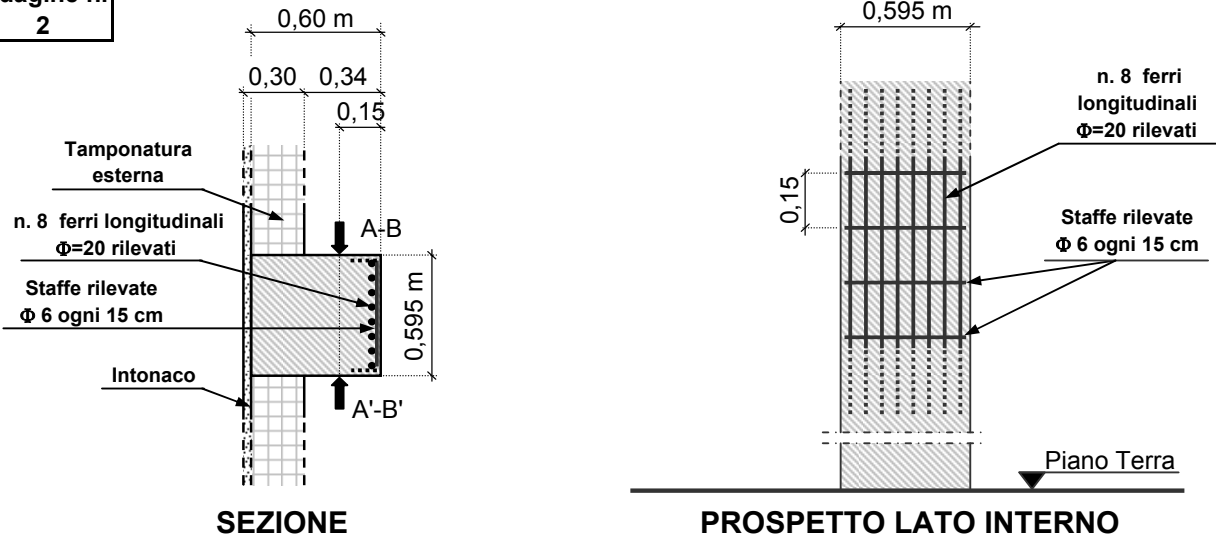 2
0,60 m
0,30
0,34
0,15
Tamponatura
esterna
n. 8 ferri longitudinali
Φ=20 rilevati
Staffe rilevate
Φ 6 ogni 15 cm
Intonaco
A-B
0,595 m
A'-B'
SEZIONE
0,595 m
n. 8 ferri
longitudinali
Φ=20 rilevati
0,15
Staffe rilevate
Φ 6 ogni 15 cm
Piano Terra
PROSPETTO LATO INTERNO